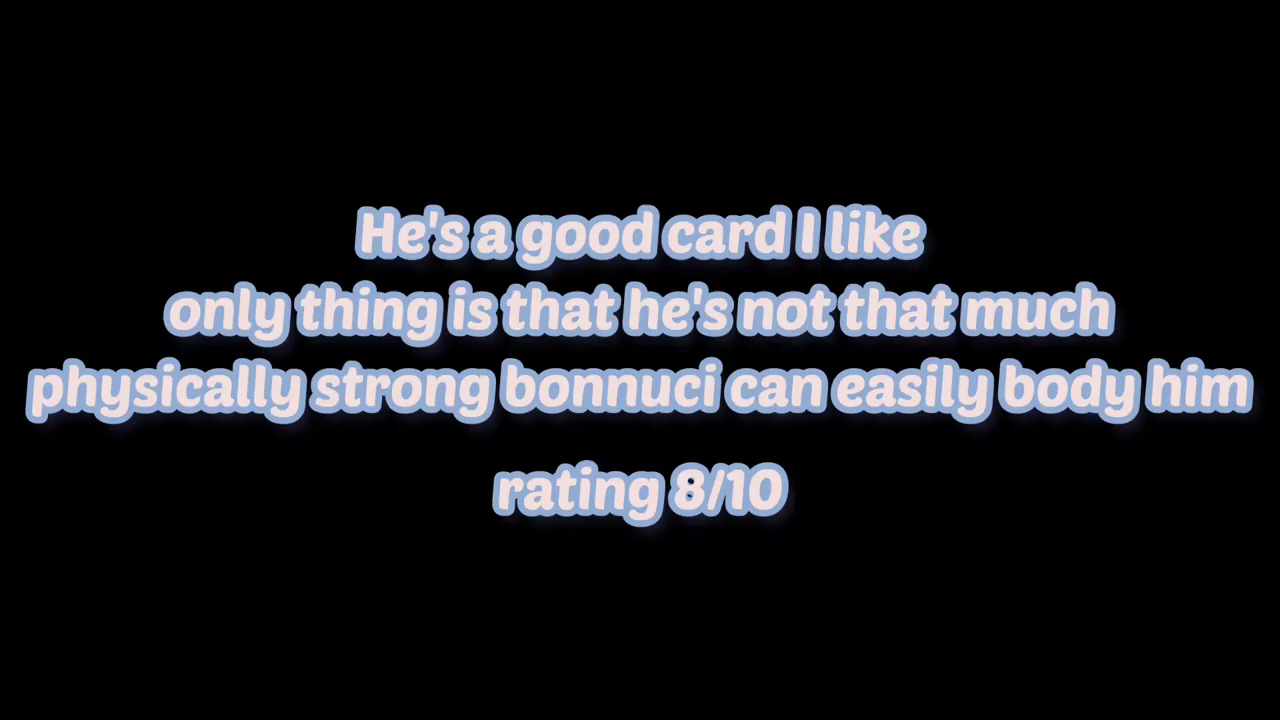 He's a good card I like
only thing is that he's not that much
physically strong bonnuci can easily body him
rating 8/10